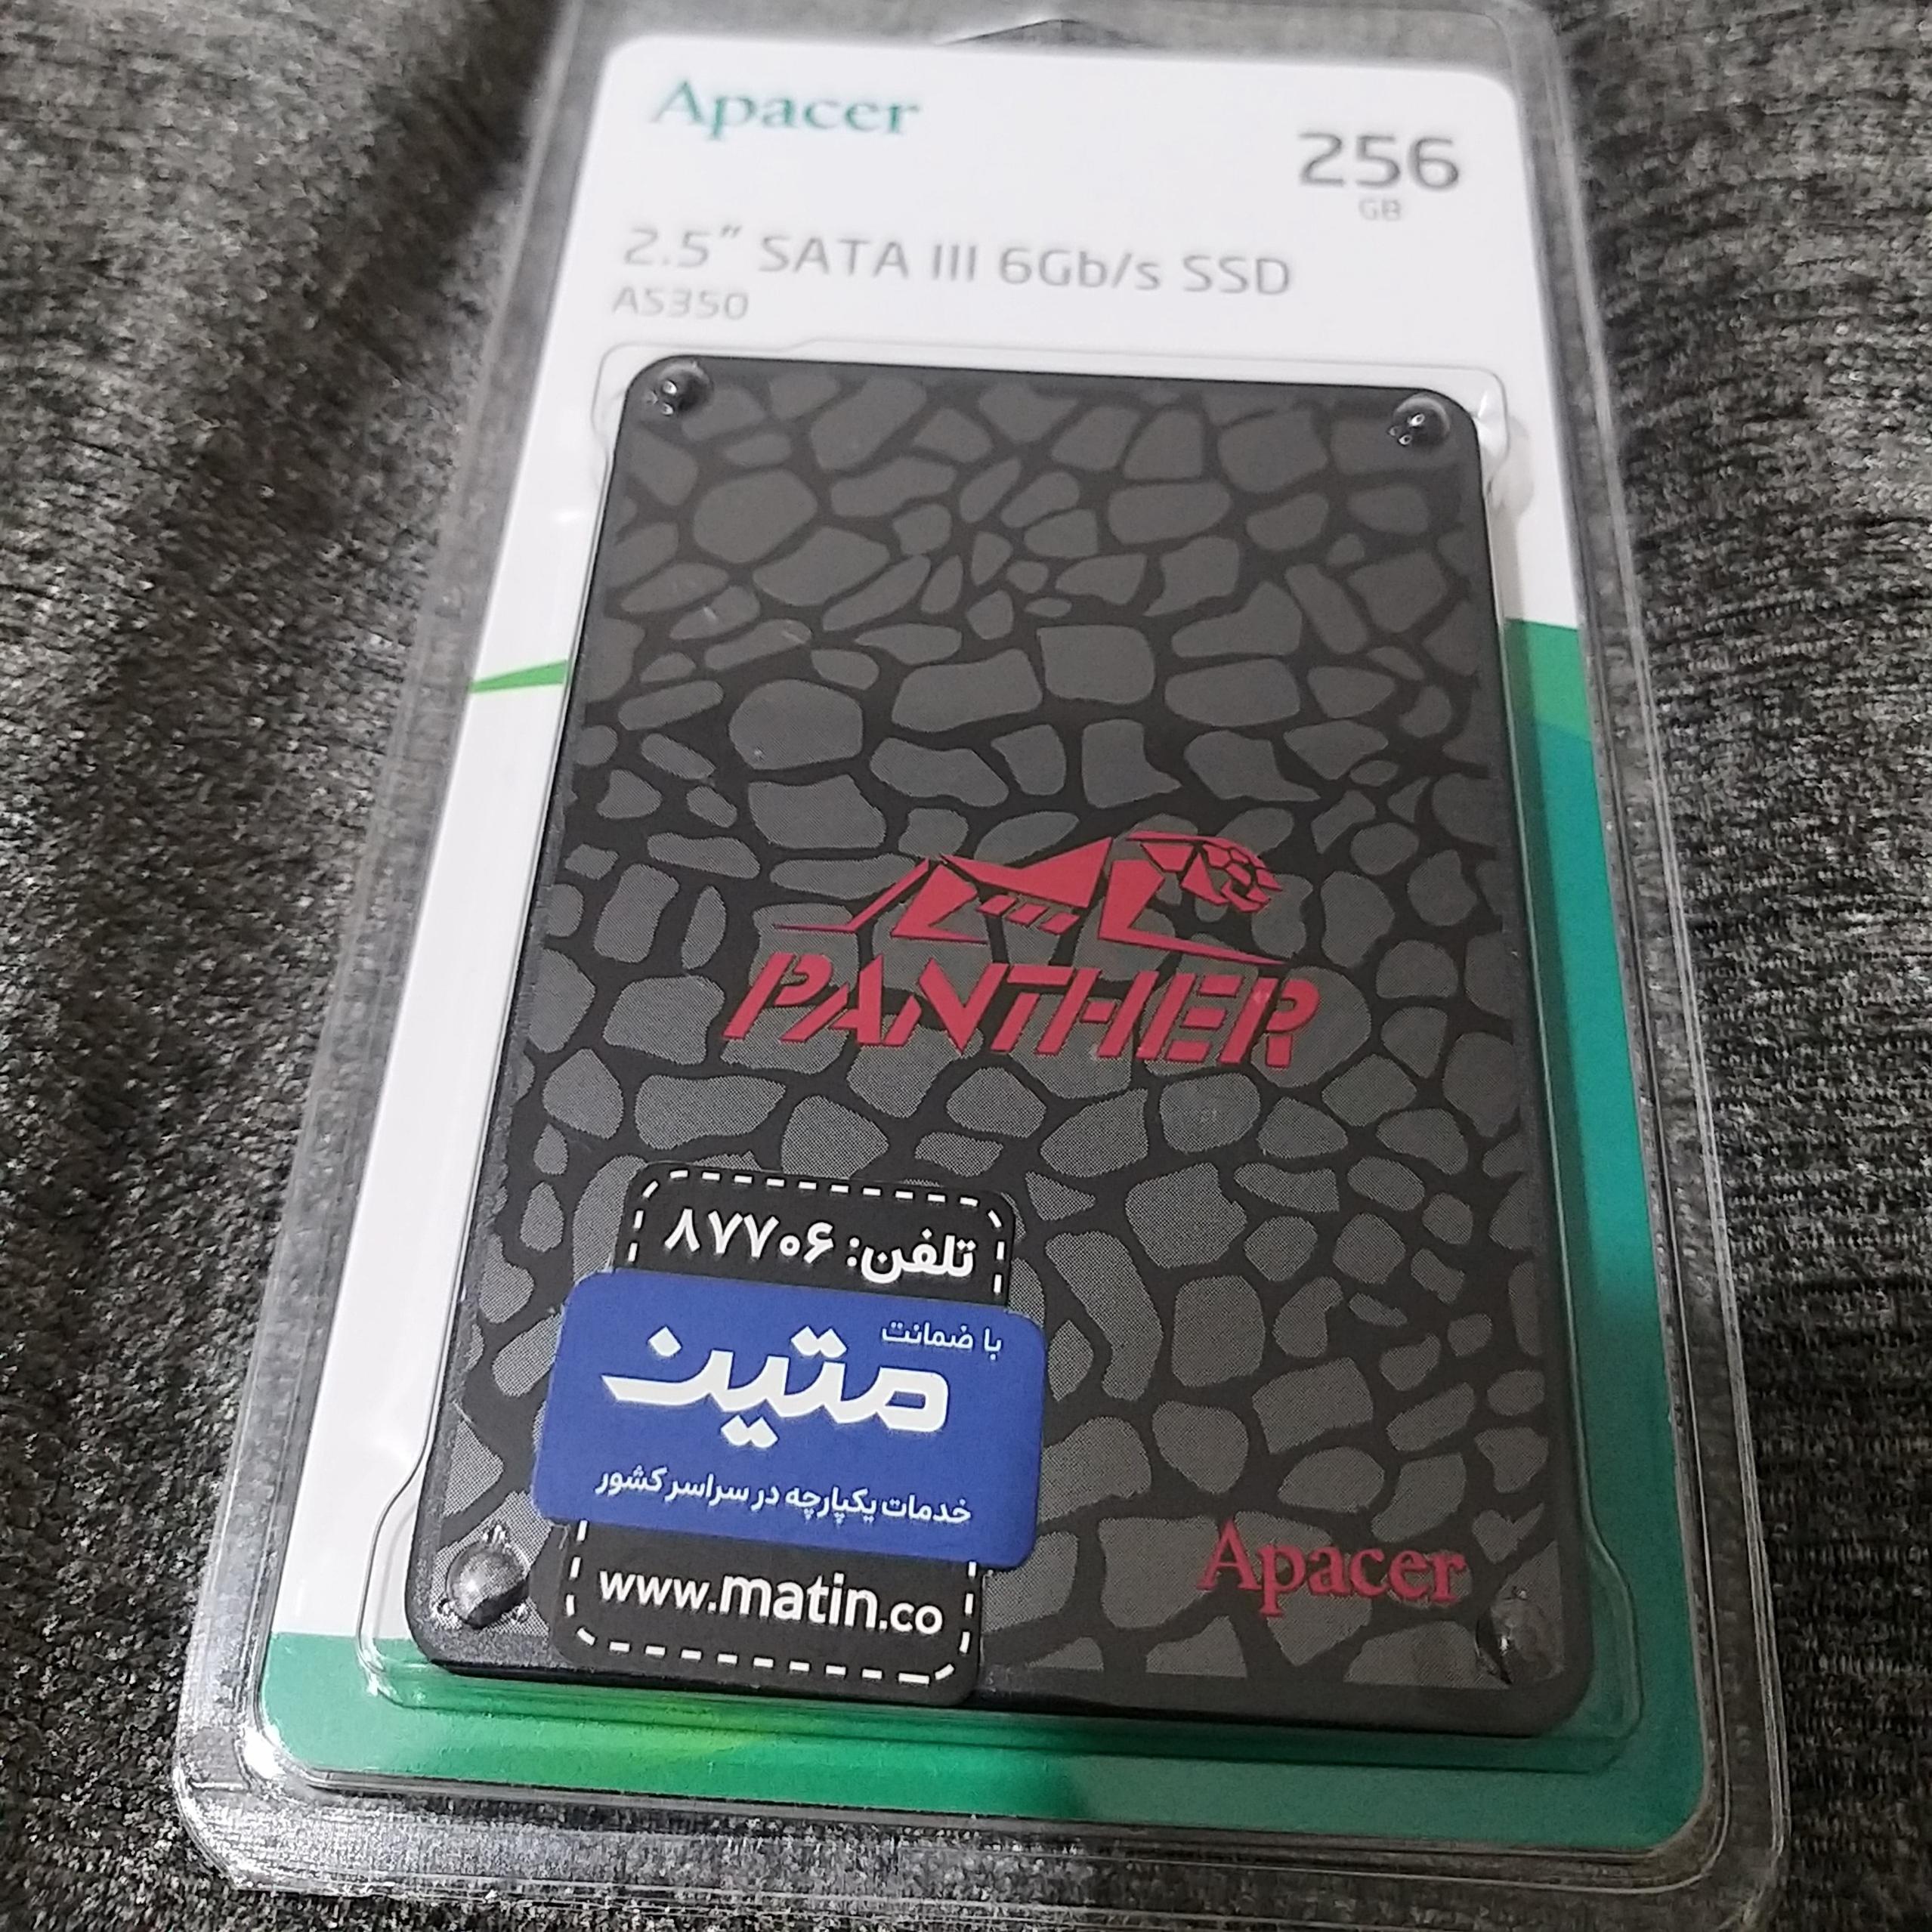 Apacer
256
GB
2.5" SATA III 6Gb/s SSD
AS350
PANTHER
تلفن: ۸۷۷۰۶
با ضمانت
متین
خدمات یکپارچه در سراسر کشور
www.matin.co
Apacer